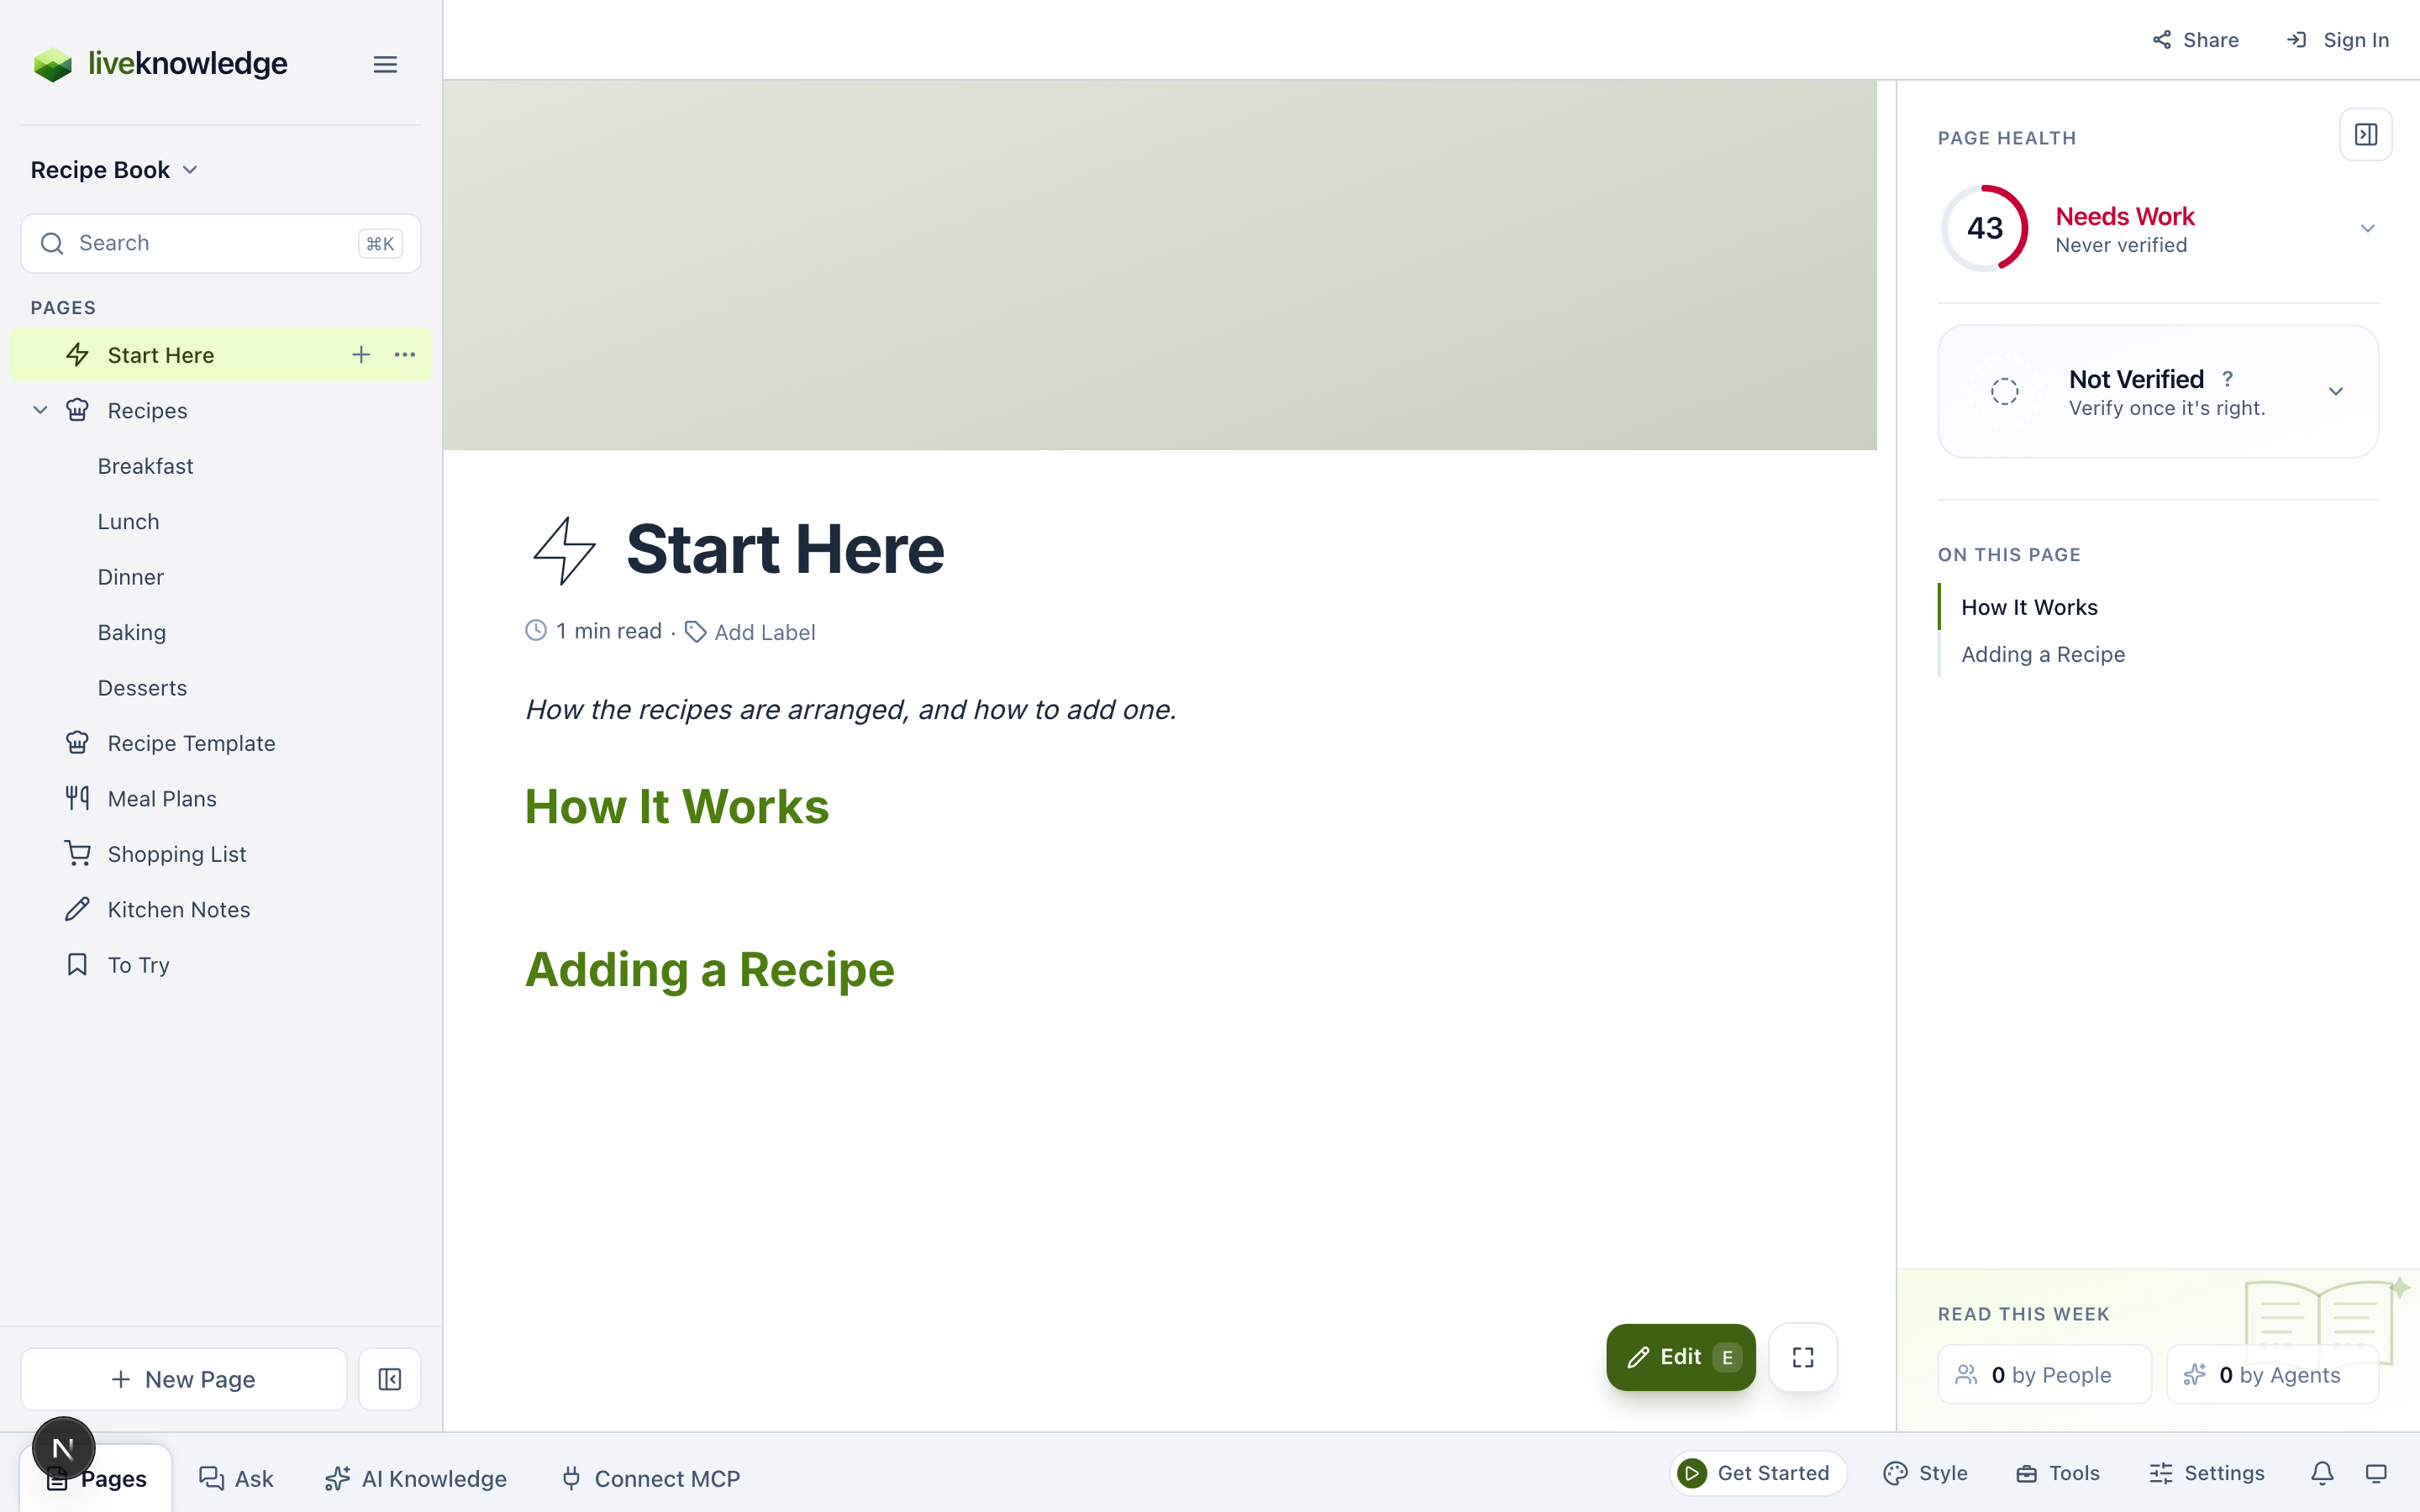 liveknowledge
Share
Sign In
Recipe Book
Search
⌘K
PAGES
Start Here
Recipes
Breakfast
Lunch
Dinner
Baking
Desserts
Recipe Template
Meal Plans
Shopping List
Kitchen Notes
To Try
New Page
Start Here
1 min read · Add Label
How the recipes are arranged, and how to add one.
How It Works
Adding a Recipe
Edit E
PAGE HEALTH
43
Needs Work
Never verified
Not Verified ?
Verify once it's right.
ON THIS PAGE
How It Works
Adding a Recipe
READ THIS WEEK
0 by People
0 by Agents
N
Pages
Ask
AI Knowledge
Connect MCP
Get Started
Style
Tools
Settings